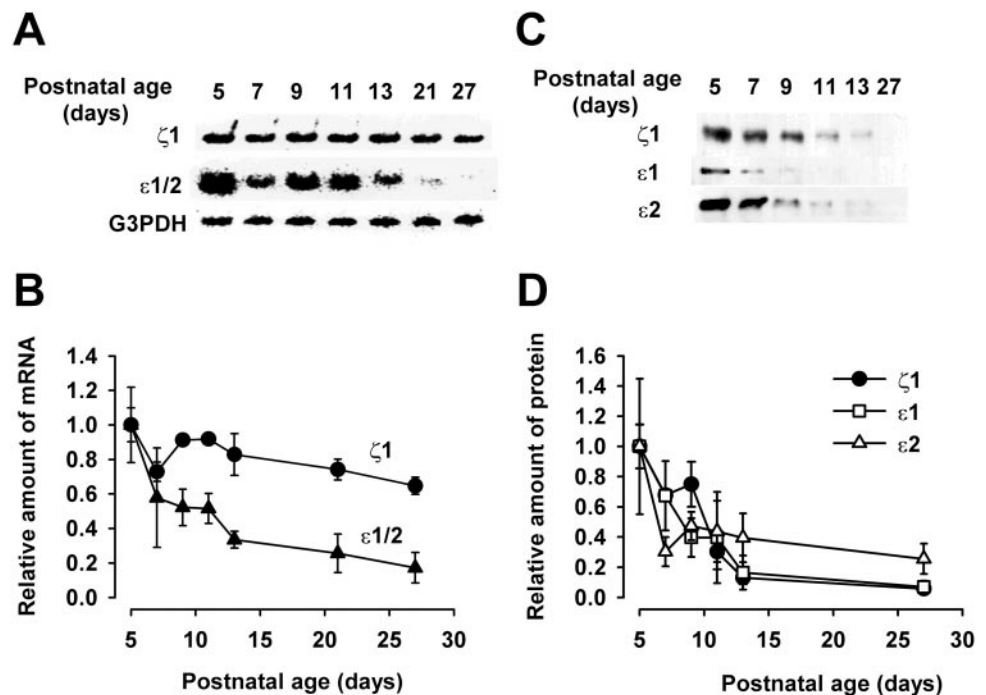 A
Postnatal age (days) 5 7 9 11 13 21 27
ζ1
ε1/2
G3PDH
B
Relative amount of mRNA
1.4
1.2
1.0
0.8
0.6
0.4
0.2
0.0
ζ1
ε1/2
5 10 15 20 25 30
Postnatal age (days)
C
Postnatal age (days) 5 7 9 11 13 27
ζ1
ε1
ε2
D
Relative amount of protein
1.6
1.4
1.2
1.0
0.8
0.6
0.4
0.2
0.0
ζ1
ε1
ε2
5 10 15 20 25 30
Postnatal age (days)